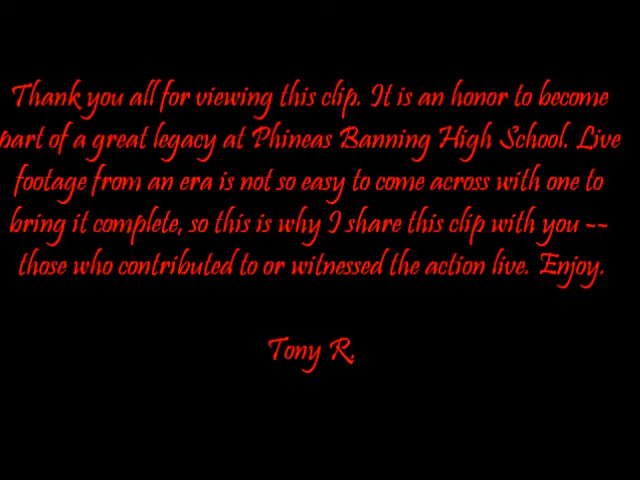 Thank you all for viewing this clip. It is an honor to become
part of a great legacy at Phineas Banning High School. Live
footage from an era is not so easy to come across with one to
bring it complete, so this is why I share this clip with you --
those who contributed to or witnessed the action live. Enjoy.
Tony R.